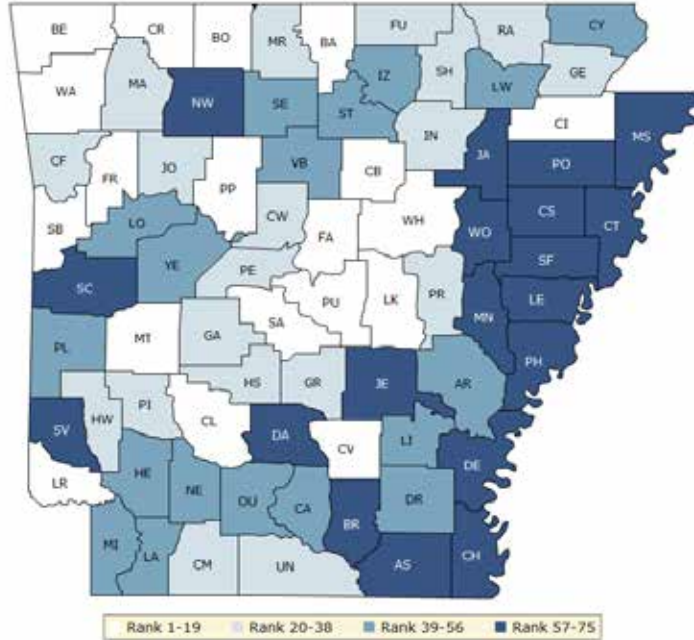 BE CR BO MR BA FU RA CY
WA MA NW SE IZ SH LW GE
ST
CF FR JO PP VB CB IN JA CI MS
PO
SB LO CW FA WH WO CS CT
SC YE PE SF
PL MT GA SA PU LK PR MN LE
PH
HW PI HS GR JE AR
SV CL DA CV LI DE
LR HE NE OU CA BR DR
MI LA CM UN AS CH
Rank 1-19 Rank 20-38 Rank 39-56 Rank 57-75